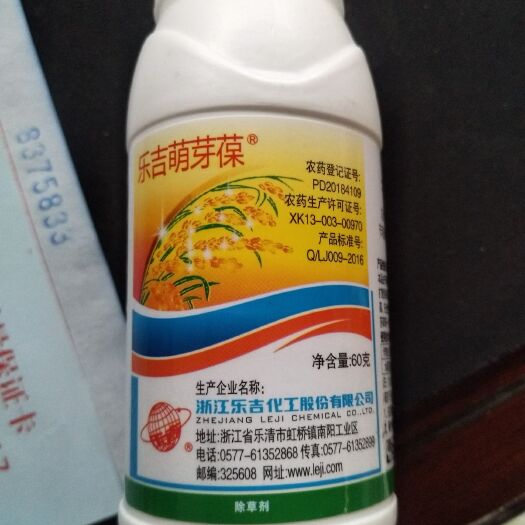 8375833
保证卡
乐吉萌芽葆®
农药登记证号:
PD20184109
农药生产许可证号:
XK13-003-00970
产品标准号:
Q/LJ009-2016
净含量:60克
生产企业名称:
浙江乐吉化工股份有限公司
ZHEJIANG LEJI CHEMICAL CO.,LTD
地址:浙江省乐清市虹桥镇南阳工业区
电话:0577-61352868 传真:0577-61352899
邮编:325608 网址:www.leji.com
®
除草剂